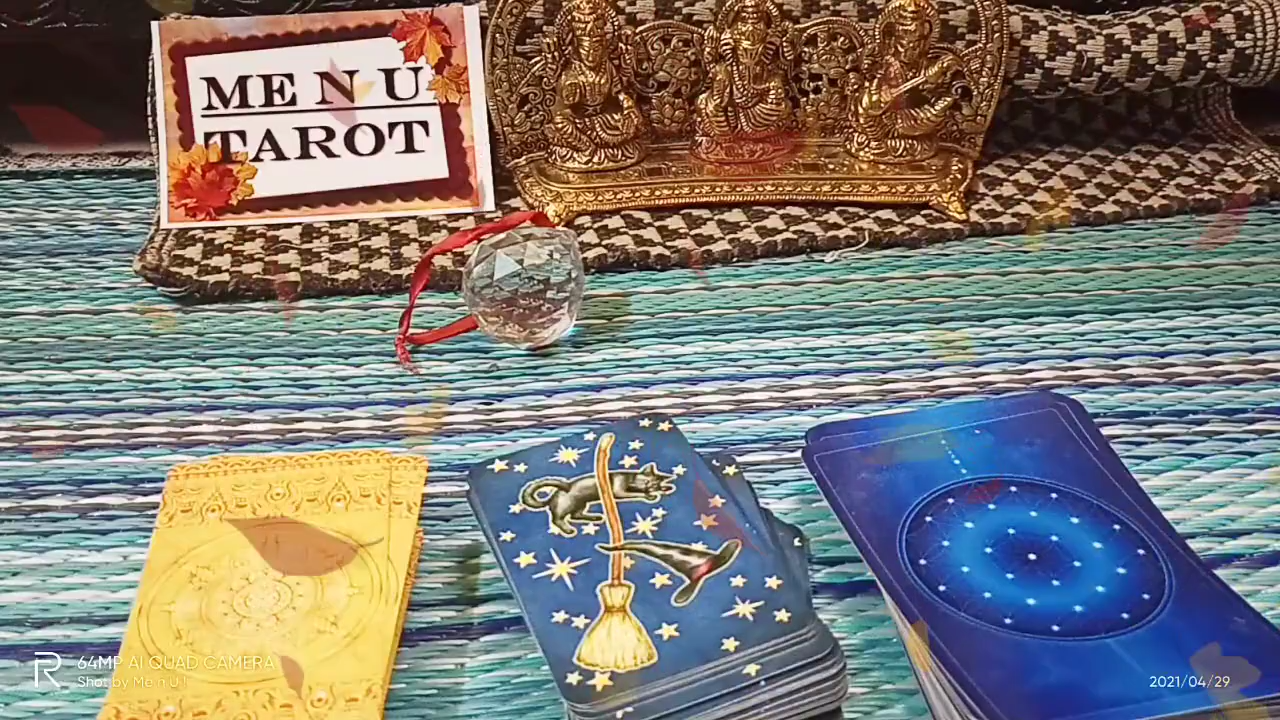 ME N U
TAROT
R
64MP AI QUAD CAMERA
Shot by Me n U !
2021/04/29